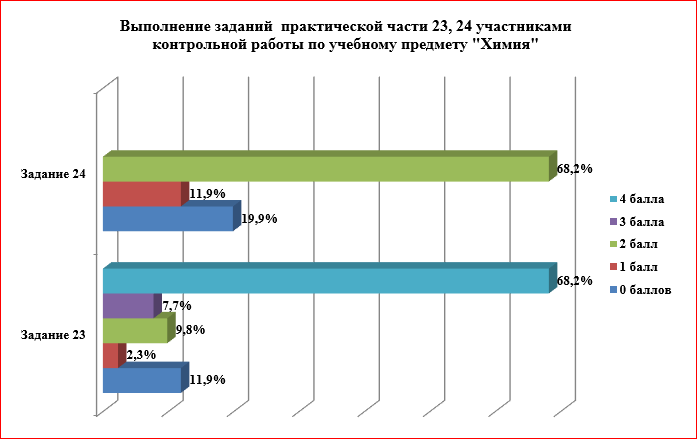 Выполнение заданий практической части 23, 24 участниками
контрольной работы по учебному предмету "Химия"
Задание 24
68,2%
11,9%
19,9%
Задание 23
68,2%
7,7%
9,8%
2,3%
11,9%
4 балла
3 балла
2 балл
1 балл
0 баллов